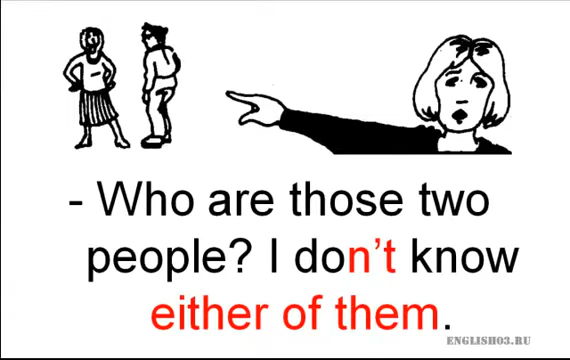 - Who are those two
people? I don't know
either of them.
ENGLISH03.RU